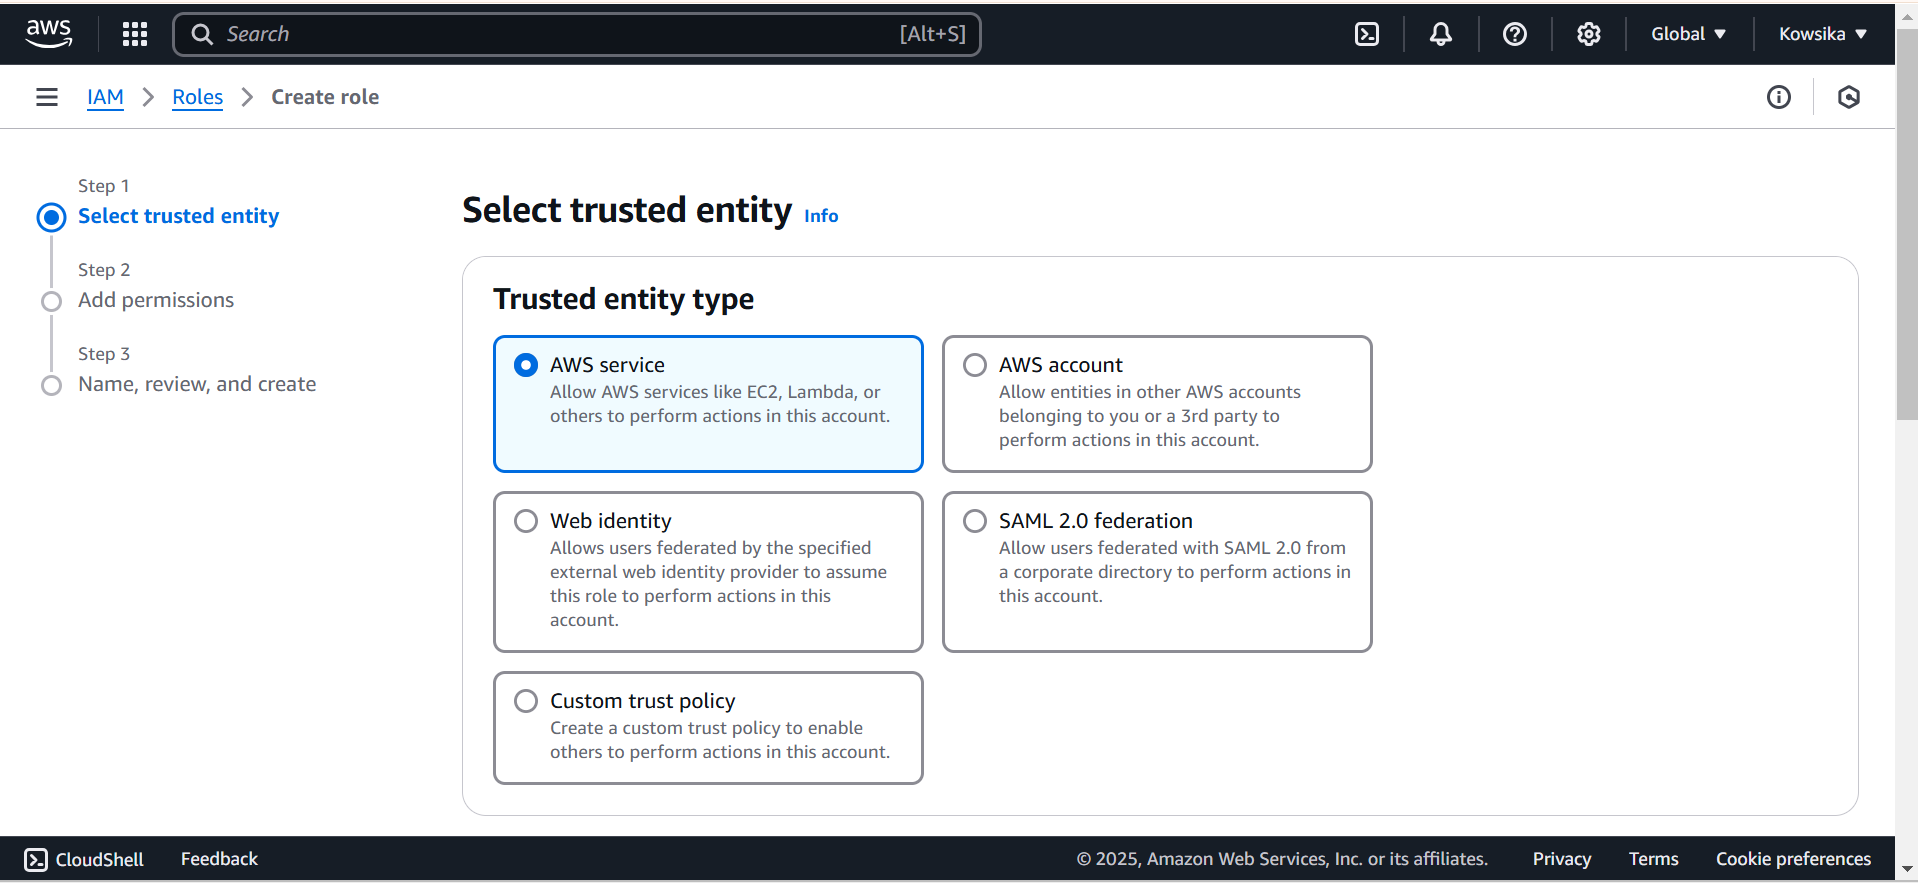 aws
Search
[Alt+S]
Global
Kowsika
IAM
Roles
Create role
Step 1
Select trusted entity
Step 2
Add permissions
Step 3
Name, review, and create
Select trusted entity Info
Trusted entity type
AWS service
Allow AWS services like EC2, Lambda, or
others to perform actions in this account.
AWS account
Allow entities in other AWS accounts
belonging to you or a 3rd party to
perform actions in this account.
Web identity
Allows users federated by the specified
external web identity provider to assume
this role to perform actions in this
account.
SAML 2.0 federation
Allow users federated with SAML 2.0 from
a corporate directory to perform actions in
this account.
Custom trust policy
Create a custom trust policy to enable
others to perform actions in this account.
CloudShell
Feedback
© 2025, Amazon Web Services, Inc. or its affiliates.
Privacy
Terms
Cookie preferences